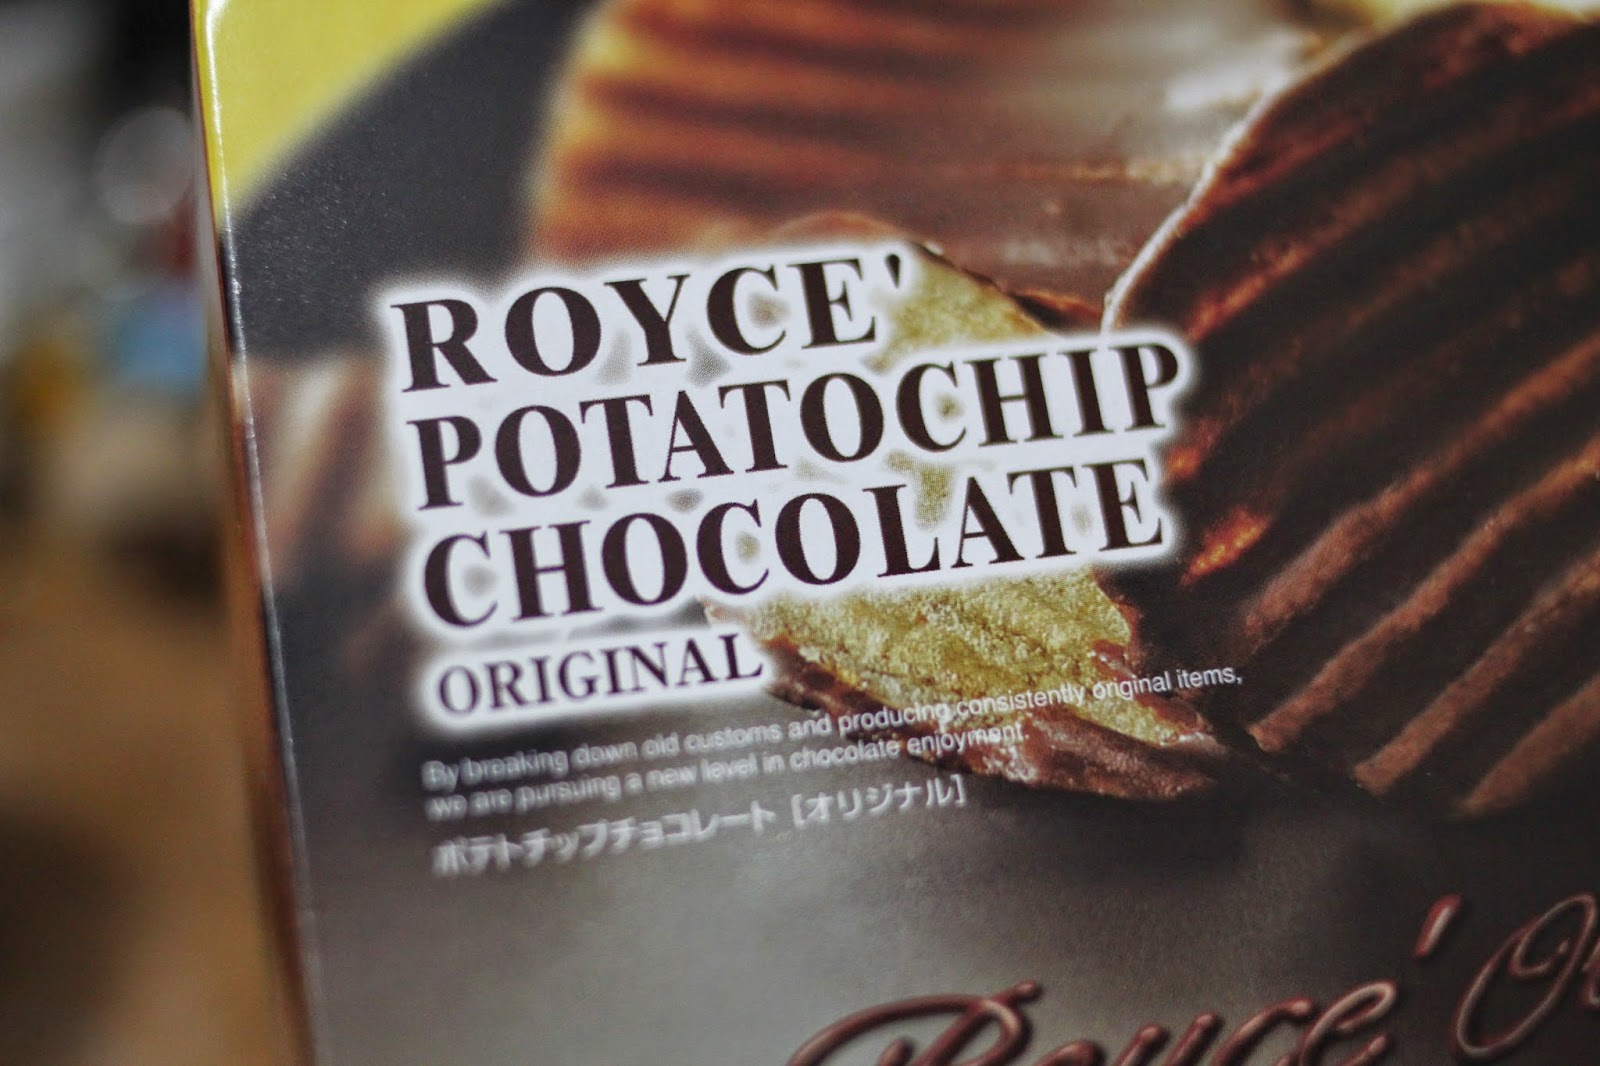 ROYCE'
POTATOCHIP
CHOCOLATE
ORIGINAL
By breaking down old customs and producing consistently original items,
we are pursuing a new level in chocolate enjoyment.
ポテトチップチョコレート [オリジナル]
Royce'